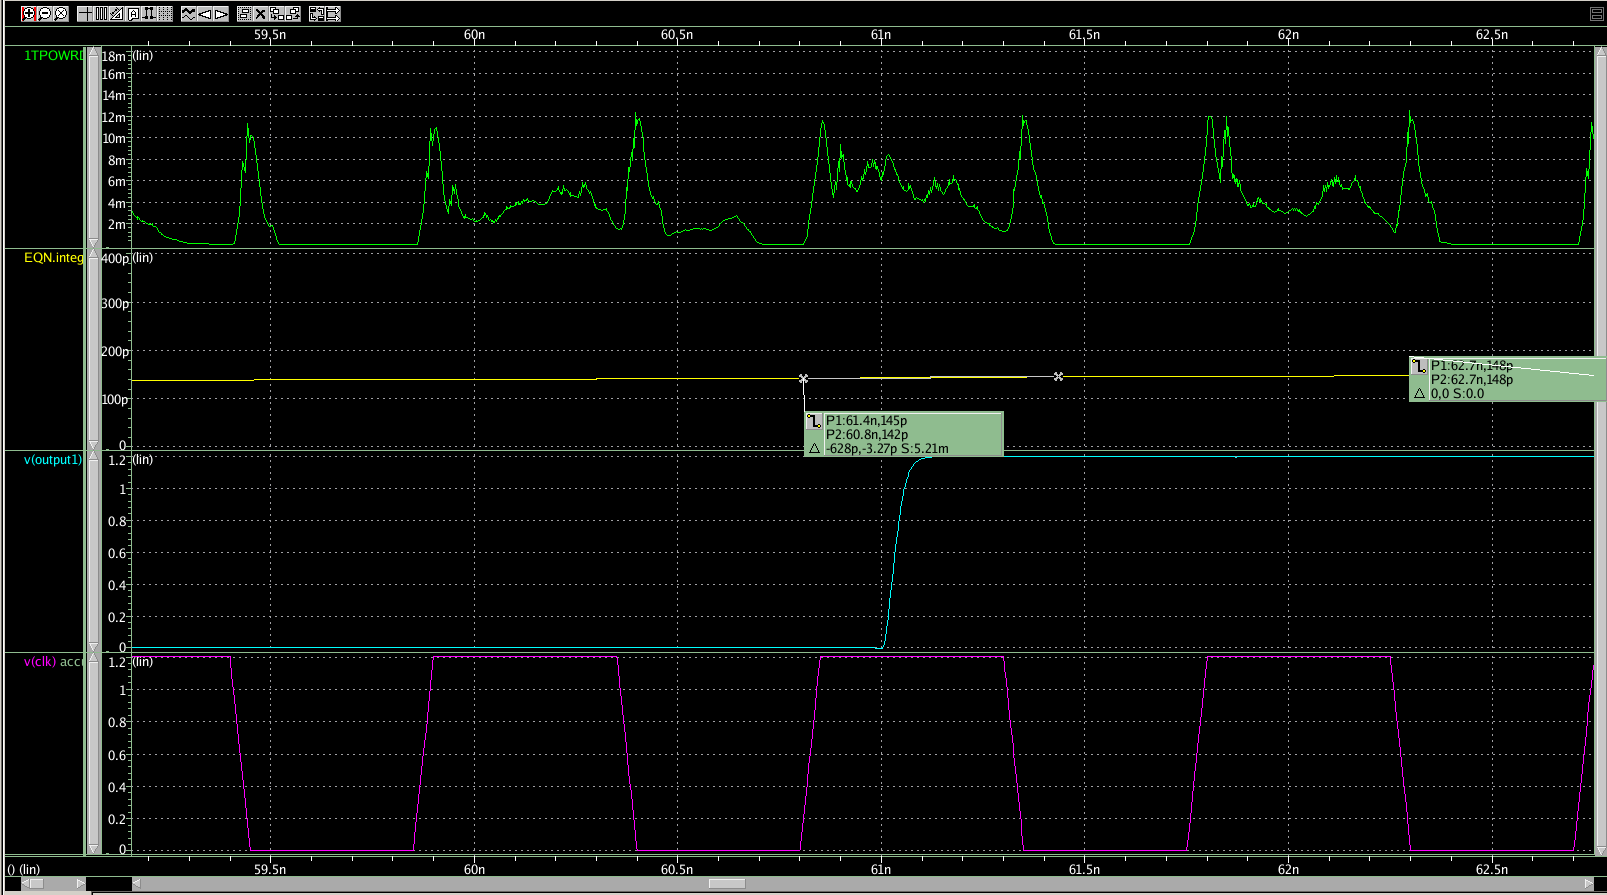 59.5n 60n 60.5n 61n 61.5n 62n 62.5n
1TPOWRD
18m (lin)
16m
14m
12m
10m
8m
6m
4m
2m
EQN.integ
400p (lin)
300p
200p
100p
0
P1:62.7n,148p
P2:62.7n,148p
△ 0,0 S:0.0
P1:61.4n,145p
P2:60.8n,142p
△ -628p,-3.27p S:5.21m
v(output1)
1.2 (lin)
1
0.8
0.6
0.4
0.2
0
v(clk) accu
1.2 (lin)
1
0.8
0.6
0.4
0.2
0
() (lin)
59.5n 60n 60.5n 61n 61.5n 62n 62.5n